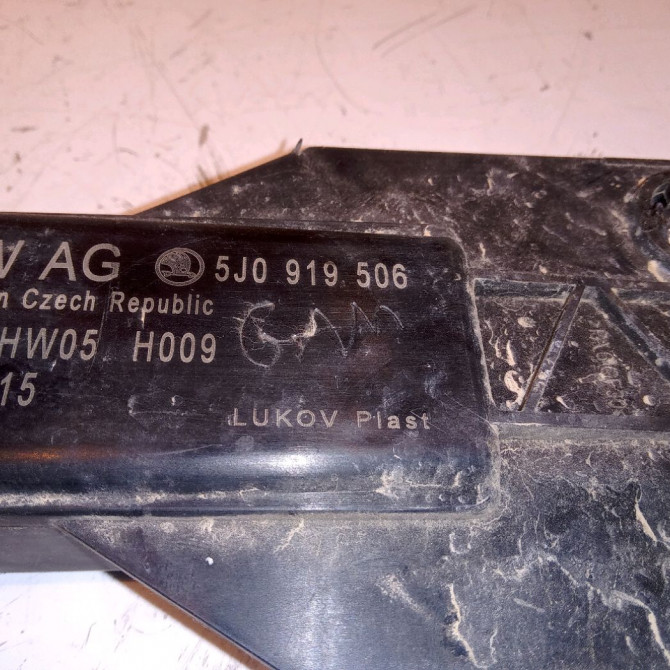 W AG 5J0 919 506
n Czech Republic
HW05 H009
15
LUKOV Plast